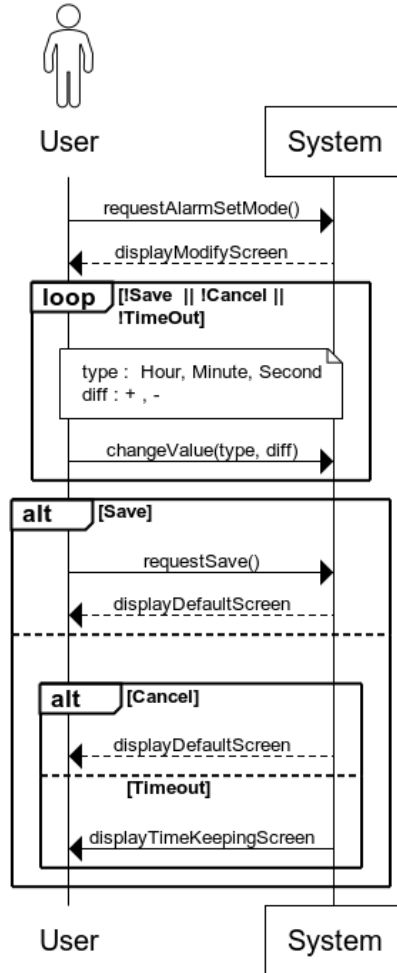 User
System
requestAlarmSetMode()
displayModifyScreen
loop
[!Save || !Cancel ||
!TimeOut]
type : Hour, Minute, Second
diff : + , -
changeValue(type, diff)
alt
[Save]
requestSave()
displayDefaultScreen
alt
[Cancel]
displayDefaultScreen
[Timeout]
displayTimeKeepingScreen
User
System